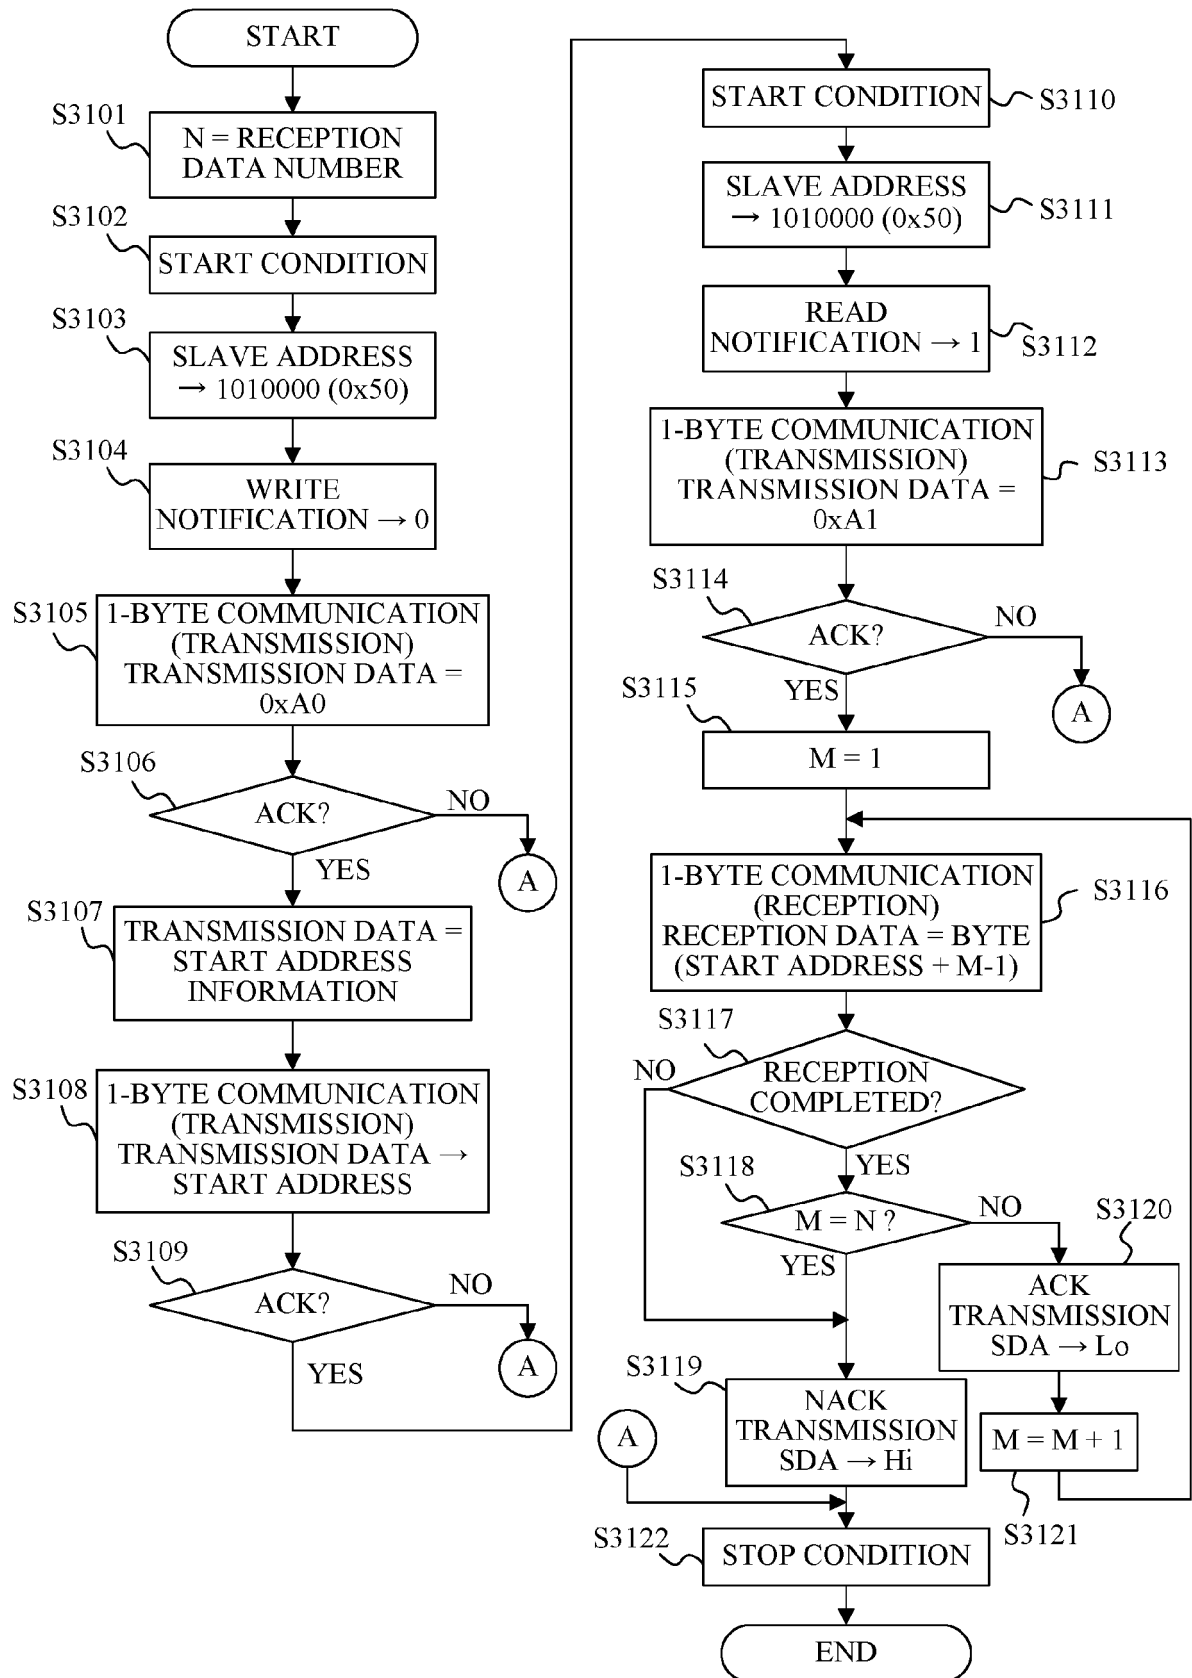 START
S3101
N = RECEPTION
DATA NUMBER
S3102
START CONDITION
S3103
SLAVE ADDRESS
→ 1010000 (0x50)
S3104
WRITE
NOTIFICATION → 0
S3105
1-BYTE COMMUNICATION
(TRANSMISSION)
TRANSMISSION DATA =
0xA0
S3106
ACK?
NO
A
YES
S3107
TRANSMISSION DATA =
START ADDRESS
INFORMATION
S3108
1-BYTE COMMUNICATION
(TRANSMISSION)
TRANSMISSION DATA →
START ADDRESS
S3109
ACK?
NO
A
YES
START CONDITION
S3110
SLAVE ADDRESS
→ 1010000 (0x50)
S3111
READ
NOTIFICATION → 1
S3112
1-BYTE COMMUNICATION
(TRANSMISSION)
TRANSMISSION DATA =
0xA1
S3113
S3114
ACK?
NO
A
YES
S3115
M = 1
1-BYTE COMMUNICATION
(RECEPTION)
RECEPTION DATA = BYTE
(START ADDRESS + M-1)
S3116
S3117
NO
RECEPTION
COMPLETED?
YES
S3118
M = N ?
NO
YES
S3120
ACK
TRANSMISSION
SDA → Lo
S3119
NACK
TRANSMISSION
SDA → Hi
M = M + 1
S3121
A
S3122
STOP CONDITION
END